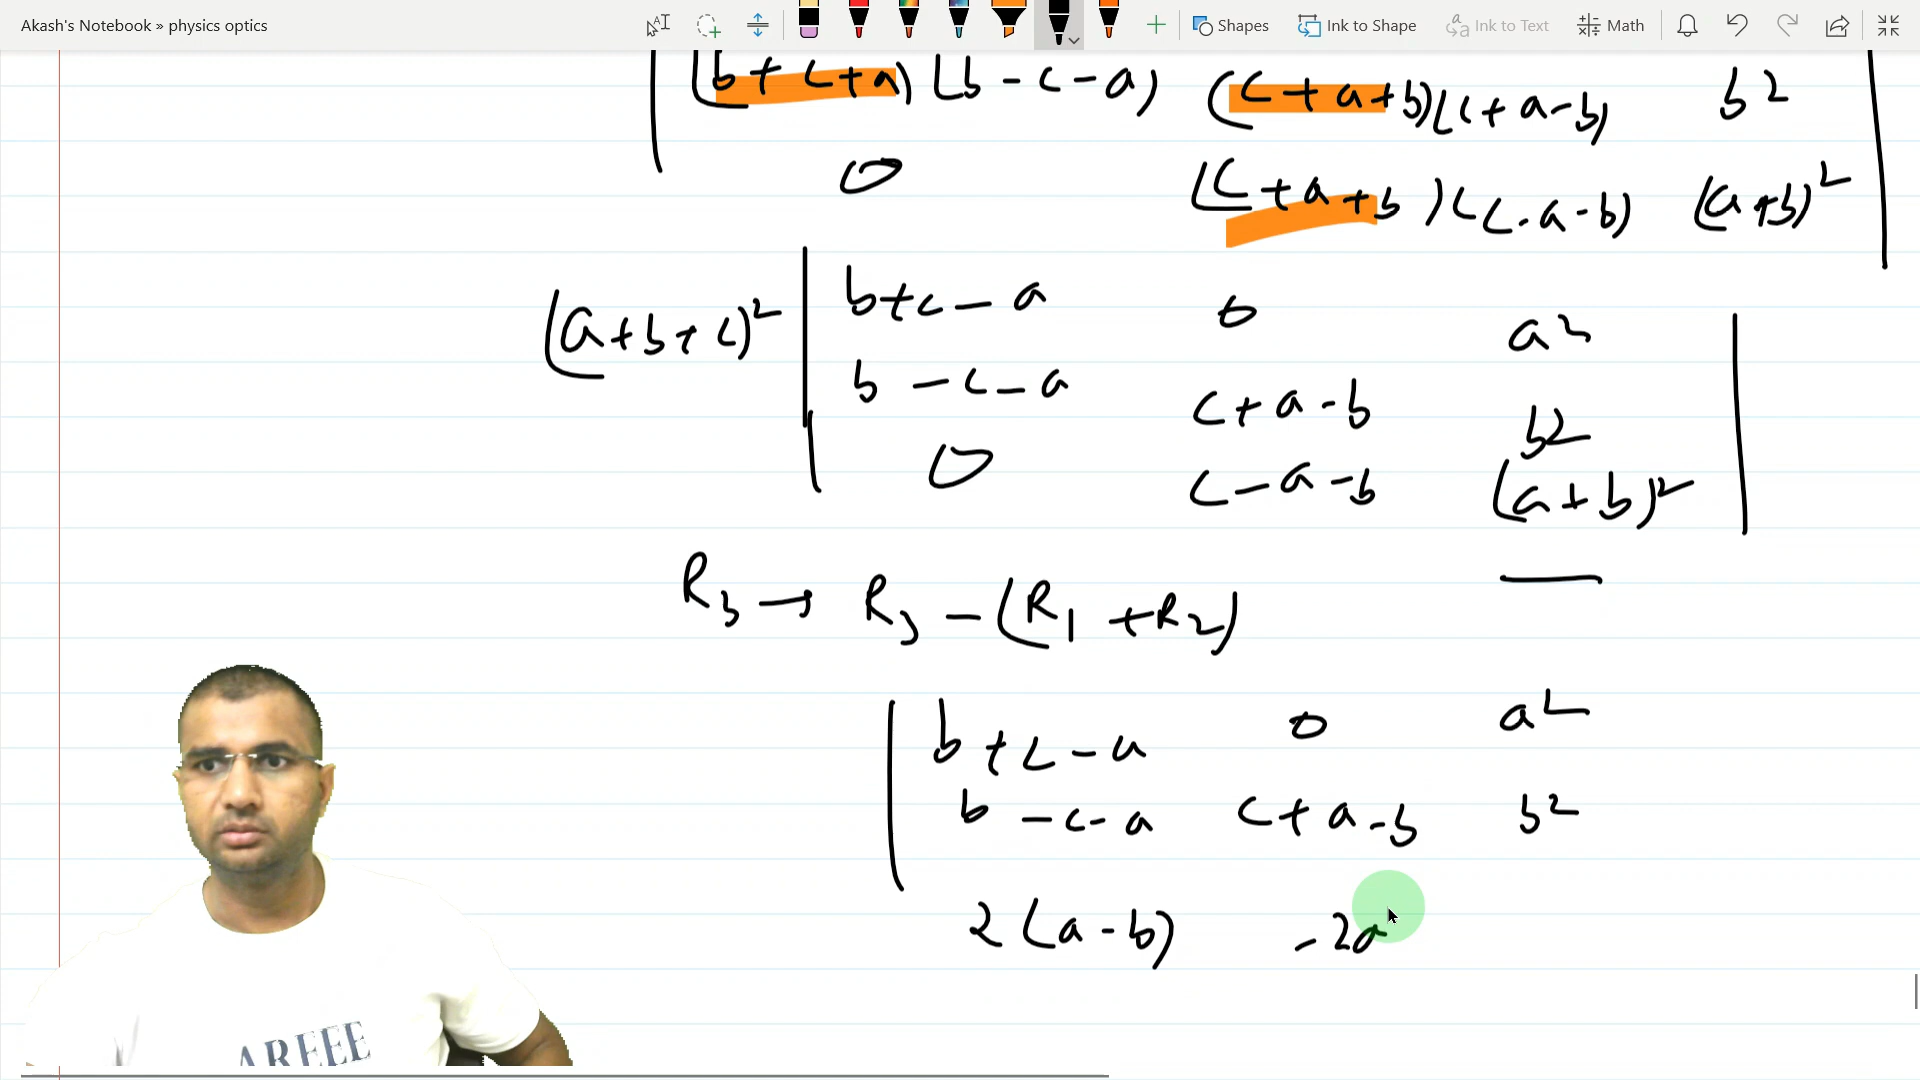 Akash's Notebook » physics optics
Shapes Ink to Shape Ink to Text Math
(b+c+a)(b-c-a) (c+a+b)(c+a-b) b²
0 (c+a+b)(c-a-b) (a+b)²
(a+b+c)² | b+c-a 0 a² |
b-c-a c+a-b b²
0 c-a-b (a+b)²
R₃ → R₃ - (R₁ + R₂)
| b+c-a 0 a²
b-c-a c+a-b b²
2(a-b) -2a
AREEE